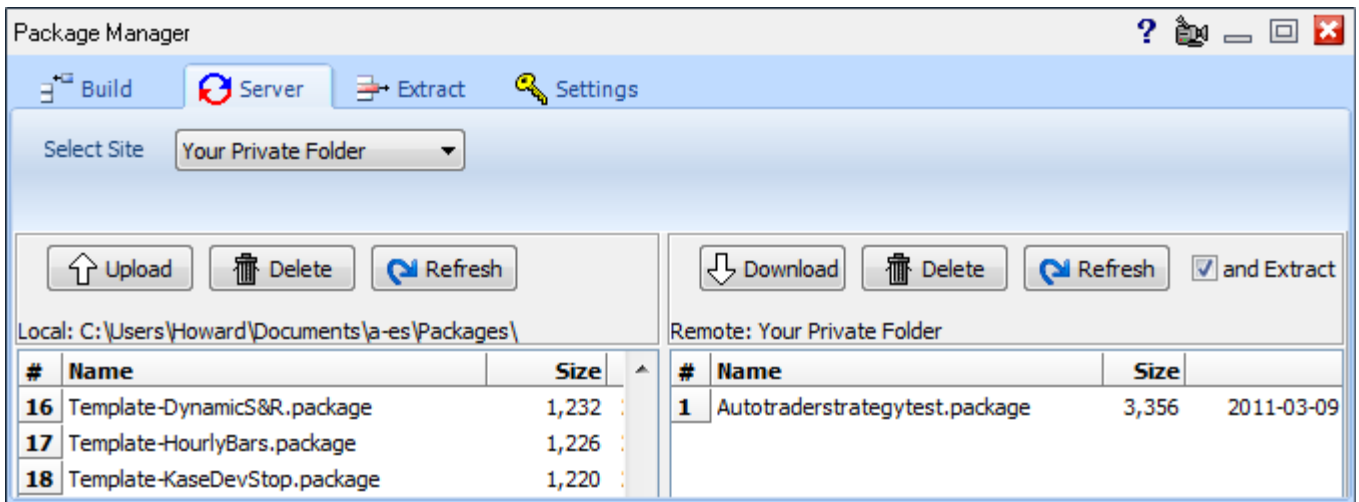 Package Manager ?
Build Server Extract Settings
Select Site Your Private Folder
Upload Delete Refresh
Local: C:\Users\Howard\Documents\a-es\Packages\
# Name Size
16 Template-DynamicS&R.package 1,232
17 Template-HourlyBars.package 1,226
18 Template-KaseDevStop.package 1,220
Download Delete Refresh and Extract
Remote: Your Private Folder
# Name Size
1 Autotraderstrategytest.package 3,356 2011-03-09